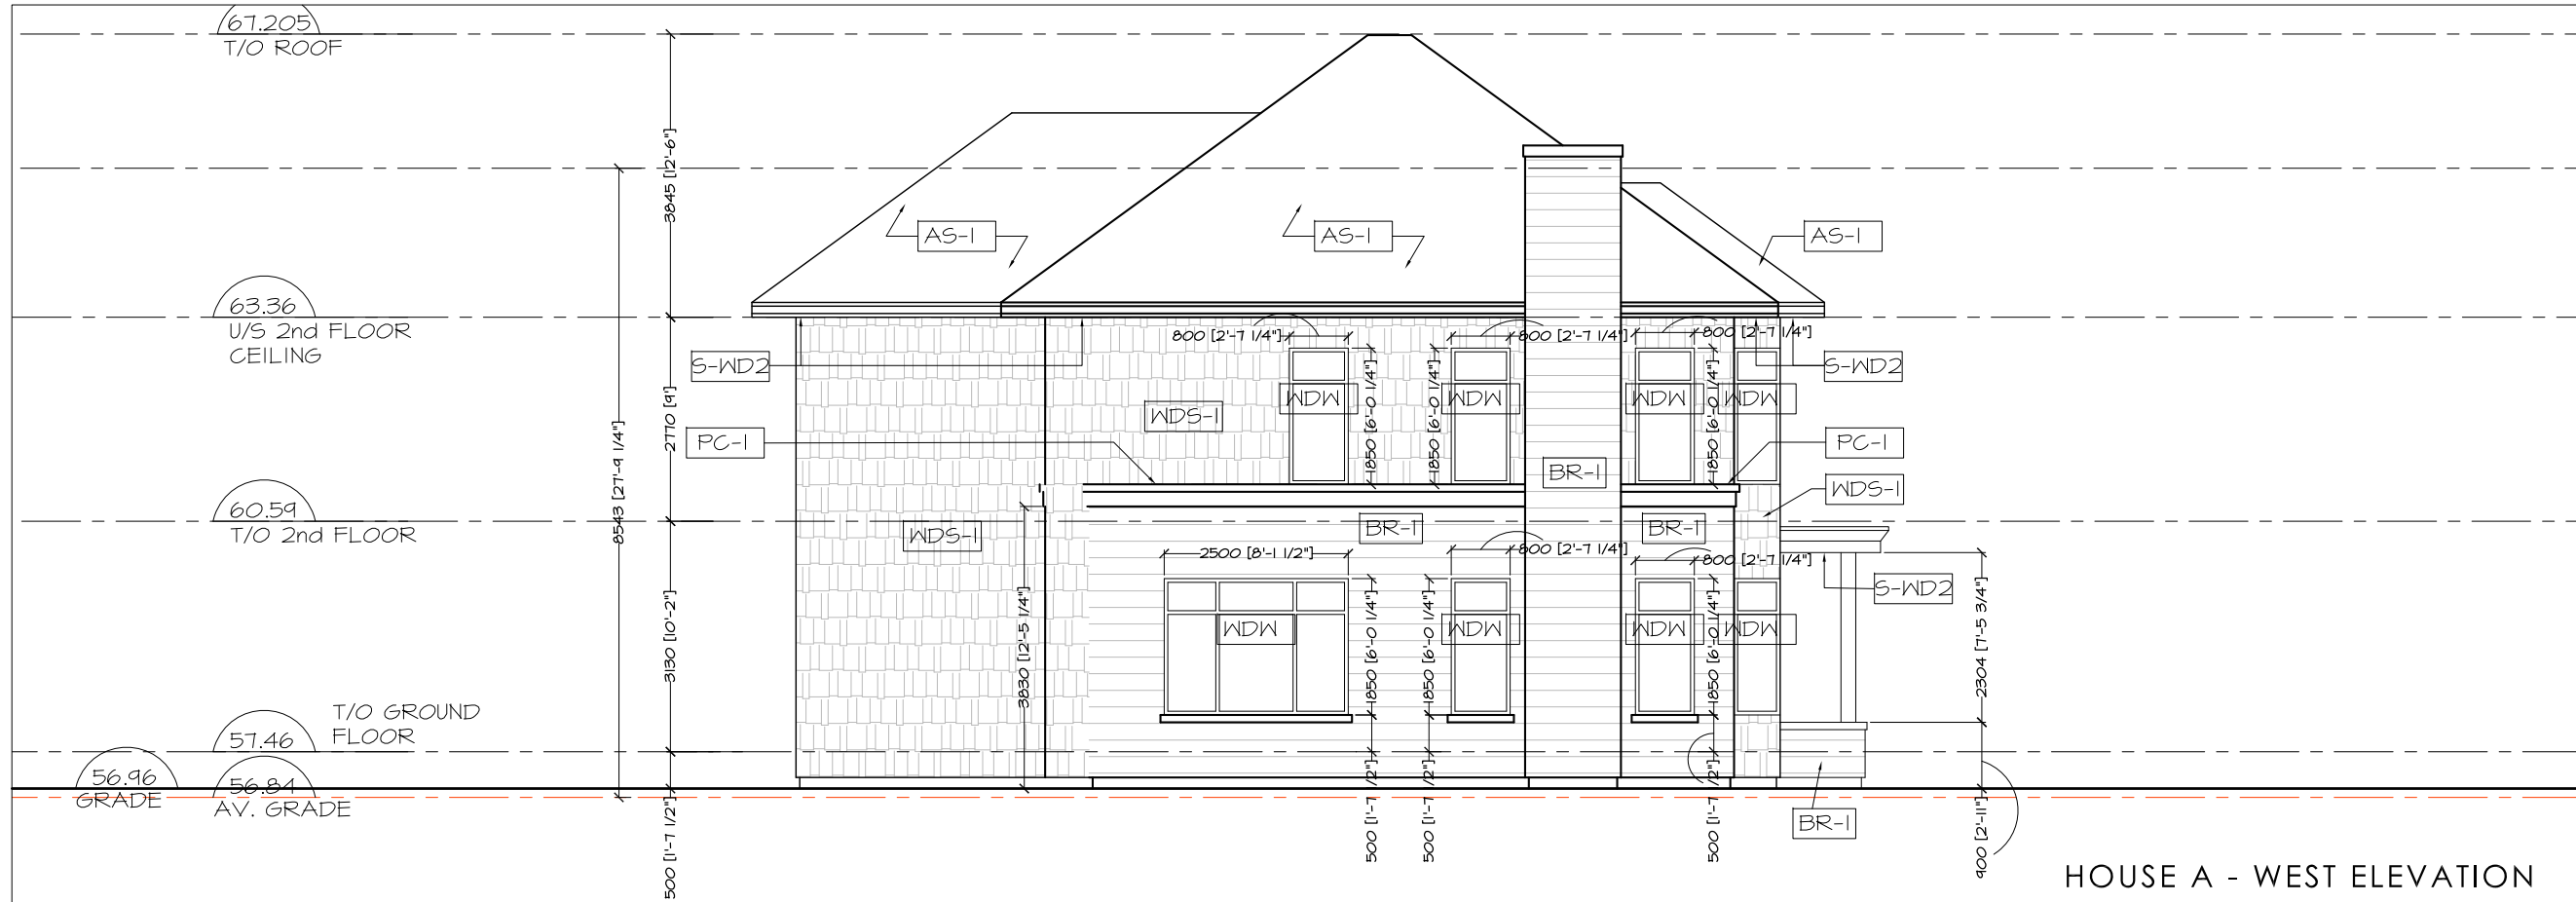 67.205
T/O ROOF
3845 [12'-6"]
AS-1
AS-1
AS-1
63.36
U/S 2nd FLOOR
CEILING
800 [2'-7 1/4"]
800 [2'-7 1/4"]
800 [2'-7 1/4"]
S-WD2
S-WD2
1850 [6'-0 1/4"]
1850 [6'-0 1/4"]
1850 [6'-0 1/4"]
WDW
WDW
WDW
WDW
2770 [9']
WDS-1
PC-1
PC-1
8543 [27'-9 1/4"]
BR-1
WDS-1
60.59
T/O 2nd FLOOR
WDS-1
BR-1
BR-1
2500 [8'-1 1/2"]
800 [2'-7 1/4"]
800 [2'-7 1/4"]
S-WD2
3130 [10'-2"]
3830 [12'-5 1/4"]
WDW
WDW
WDW
WDW
1850 [6'-0 1/4"]
1850 [6'-0 1/4"]
1850 [6'-0 1/4"]
2304 [7'-5 3/4"]
T/O GROUND
FLOOR
57.46
56.96
GRADE
56.84
AV. GRADE
500 [1'-7 1/2"]
500 [1'-7 1/2"]
500 [1'-7 1/2"]
500 [1'-7 1/2"]
BR-1
900 [2'-11"]
HOUSE A - WEST ELEVATION